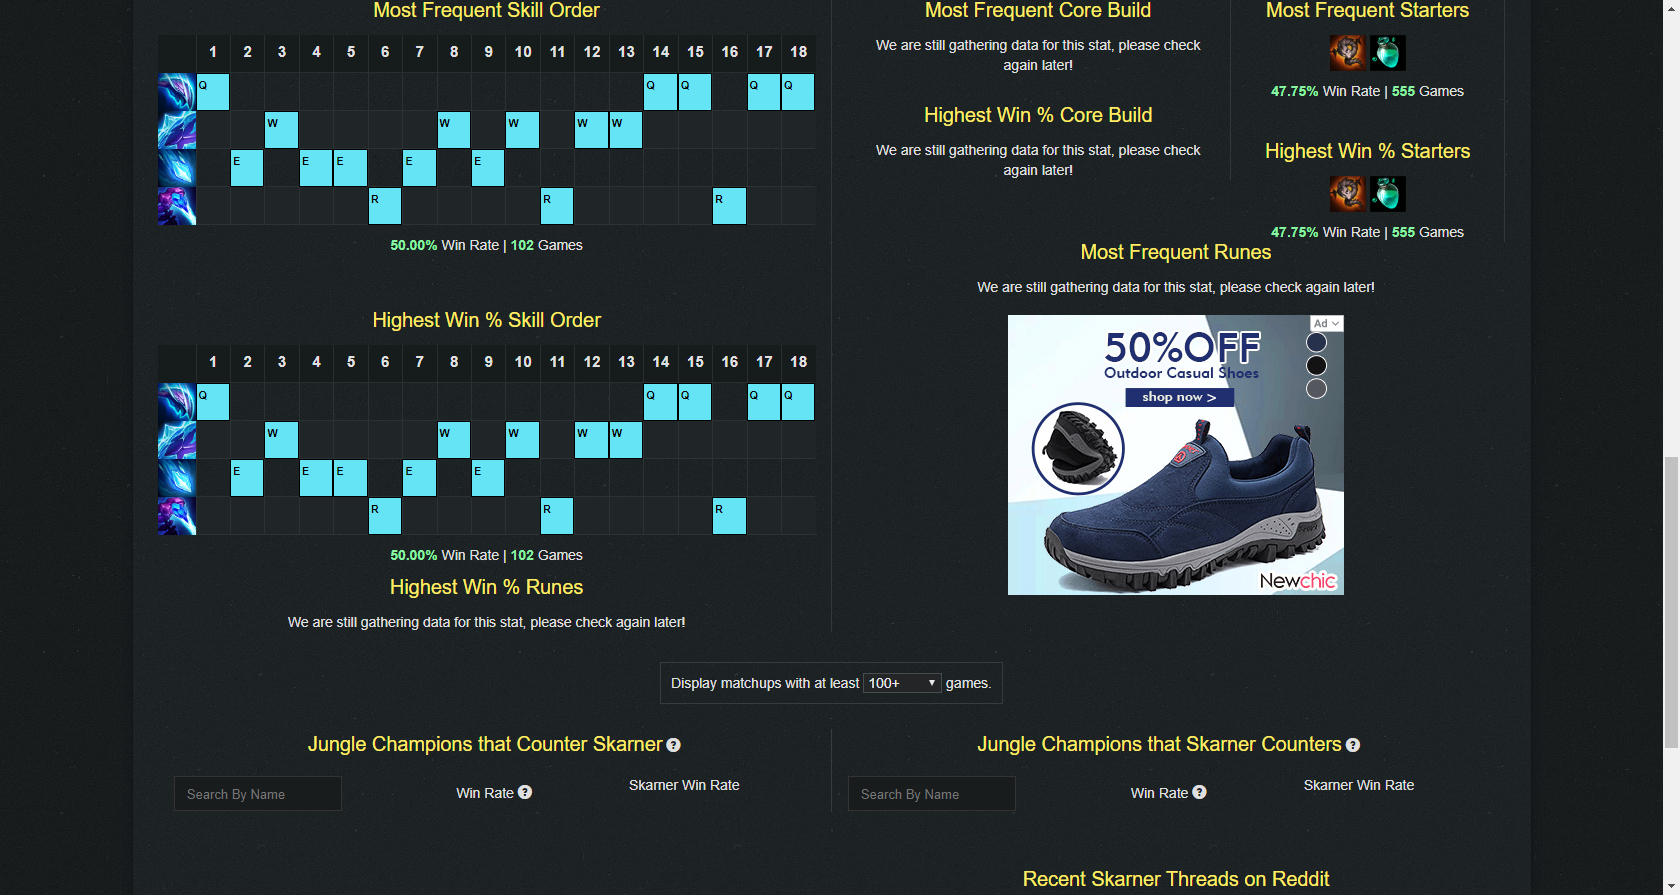 Most Frequent Skill Order
1 2 3 4 5 6 7 8 9 10 11 12 13 14 15 16 17 18
Q Q Q Q Q
W W W W W
E E E E E
R R R
50.00% Win Rate | 102 Games
Highest Win % Skill Order
1 2 3 4 5 6 7 8 9 10 11 12 13 14 15 16 17 18
Q Q Q Q Q
W W W W W
E E E E E
R R R
50.00% Win Rate | 102 Games
Highest Win % Runes
We are still gathering data for this stat, please check again later!
Most Frequent Core Build
We are still gathering data for this stat, please check
again later!
Highest Win % Core Build
We are still gathering data for this stat, please check
again later!
Most Frequent Starters
47.75% Win Rate | 555 Games
Highest Win % Starters
47.75% Win Rate | 555 Games
Most Frequent Runes
We are still gathering data for this stat, please check again later!
Ad
50%OFF
Outdoor Casual Shoes
shop now >
Newchic
Display matchups with at least 100+ games.
Jungle Champions that Counter Skarner ?
Search By Name Win Rate ? Skarner Win Rate
Jungle Champions that Skarner Counters ?
Search By Name Win Rate ? Skarner Win Rate
Recent Skarner Threads on Reddit